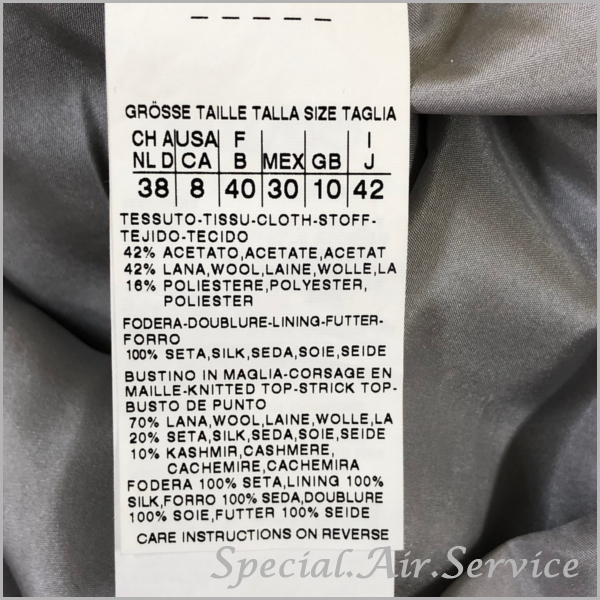 GRÖSSE TAILLE TALLA SIZE TAGLIA
CH A USA F I
NL D CA B MEX GB J
38 8 40 30 10 42
TESSUTO-TISSU-CLOTH-STOFF-
TEJIDO-TECIDO
42% ACETATO,ACETATE,ACETAT
42% LANA,WOOL,LAINE,WOLLE,LA
16% POLIESTERE,POLYESTER,
POLIESTER
FODERA-DOUBLURE-LINING-FUTTER-
FORRO
100% SETA,SILK,SEDA,SOIE,SEIDE
BUSTINO IN MAGLIA-CORSAGE EN
MAILLE-KNITTED TOP-STRICK TOP-
BUSTO DE PUNTO
70% LANA,WOOL,LAINE,WOLLE,LA
20% SETA,SILK,SEDA,SOIE,SEIDE
10% KASHMIR,CASHMERE,
CACHEMIRE,CACHEMIRA
FODERA 100% SETA,LINING 100%
SILK,FORRO 100% SEDA,DOUBLURE
100% SOIE,FUTTER 100% SEIDE
CARE INSTRUCTIONS ON REVERSE
Special.Air.Service